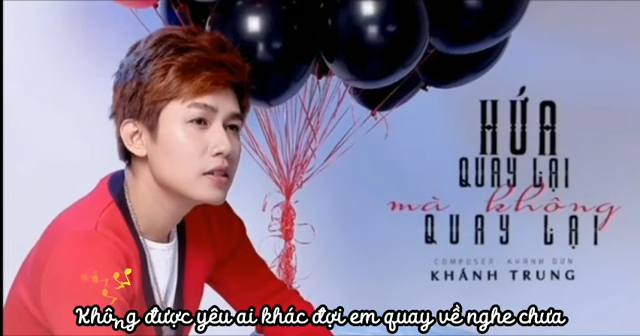 HỨA
QUAY LẠI
mà không
QUAY LẠI
COMPOSER: KHÁNH ĐƠN
KHÁNH TRUNG
Không được yêu ai khác đợi em quay về nghe chưa